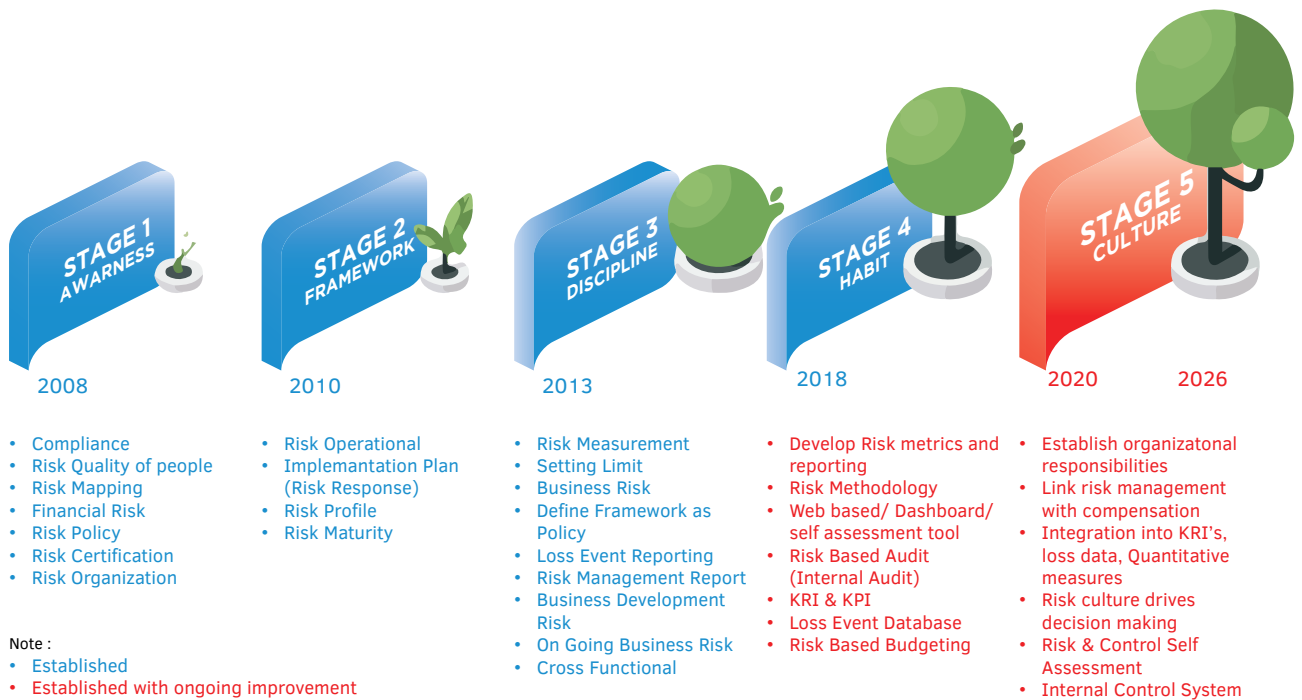 STAGE 1
AWARNESS
2008
• Compliance
• Risk Quality of people
• Risk Mapping
• Financial Risk
• Risk Policy
• Risk Certification
• Risk Organization
STAGE 2
FRAMEWORK
2010
• Risk Operational
• Implemantation Plan
(Risk Response)
• Risk Profile
• Risk Maturity
STAGE 3
DISCIPLINE
2013
• Risk Measurement
• Setting Limit
• Business Risk
• Define Framework as
Policy
• Loss Event Reporting
• Risk Management Report
• Business Development
Risk
• On Going Business Risk
• Cross Functional
STAGE 4
HABIT
2018
• Develop Risk metrics and
reporting
• Risk Methodology
• Web based/ Dashboard/
self assessment tool
• Risk Based Audit
(Internal Audit)
• KRI & KPI
• Loss Event Database
• Risk Based Budgeting
STAGE 5
CULTURE
2020 2026
• Establish organizatonal
responsibilities
• Link risk management
with compensation
• Integration into KRI's,
loss data, Quantitative
measures
• Risk culture drives
decision making
• Risk & Control Self
Assessment
• Internal Control System
Note :
• Established
• Established with ongoing improvement